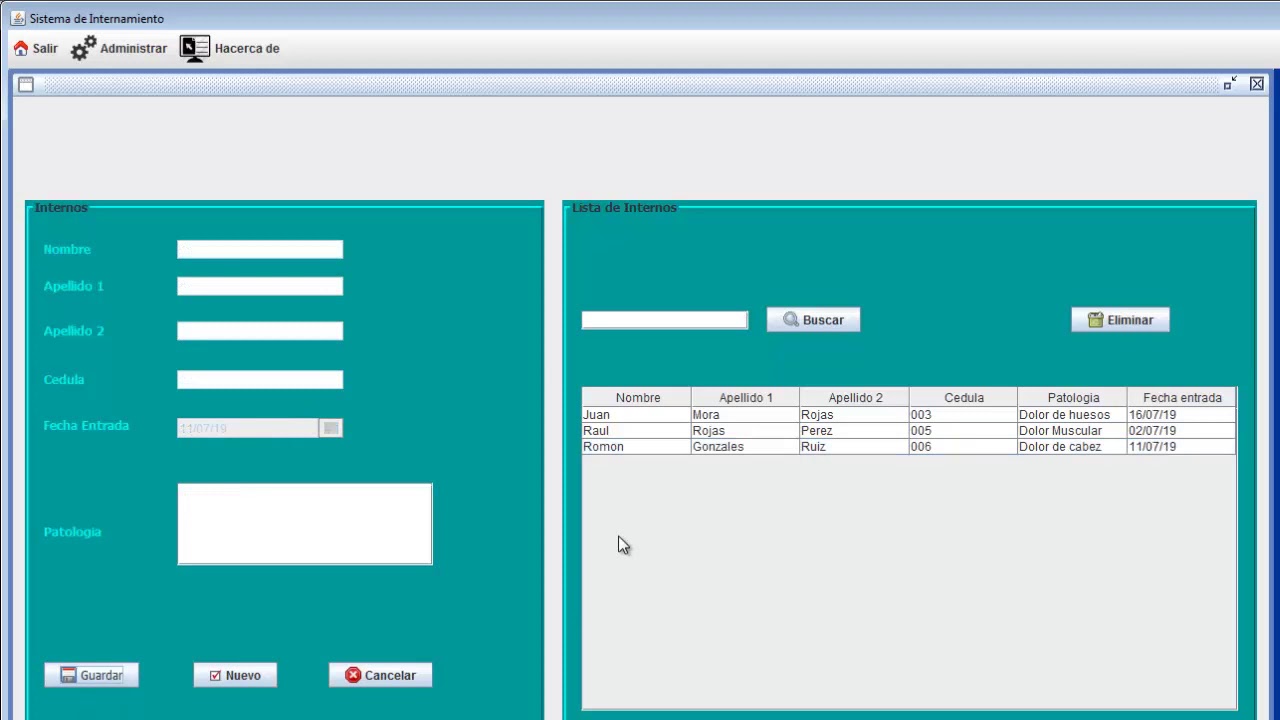 Sistema de Internamiento
Salir Administrar Hacerca de
Internos
Nombre
Apellido 1
Apellido 2
Cedula
Fecha Entrada 11/07/19
Patologia
Guardar Nuevo Cancelar
Lista de Internos
Buscar Eliminar
Nombre Apellido 1 Apellido 2 Cedula Patologia Fecha entrada
Juan Mora Rojas 003 Dolor de huesos 16/07/19
Raul Rojas Perez 005 Dolor Muscular 02/07/19
Romon Gonzales Ruiz 006 Dolor de cabez 11/07/19